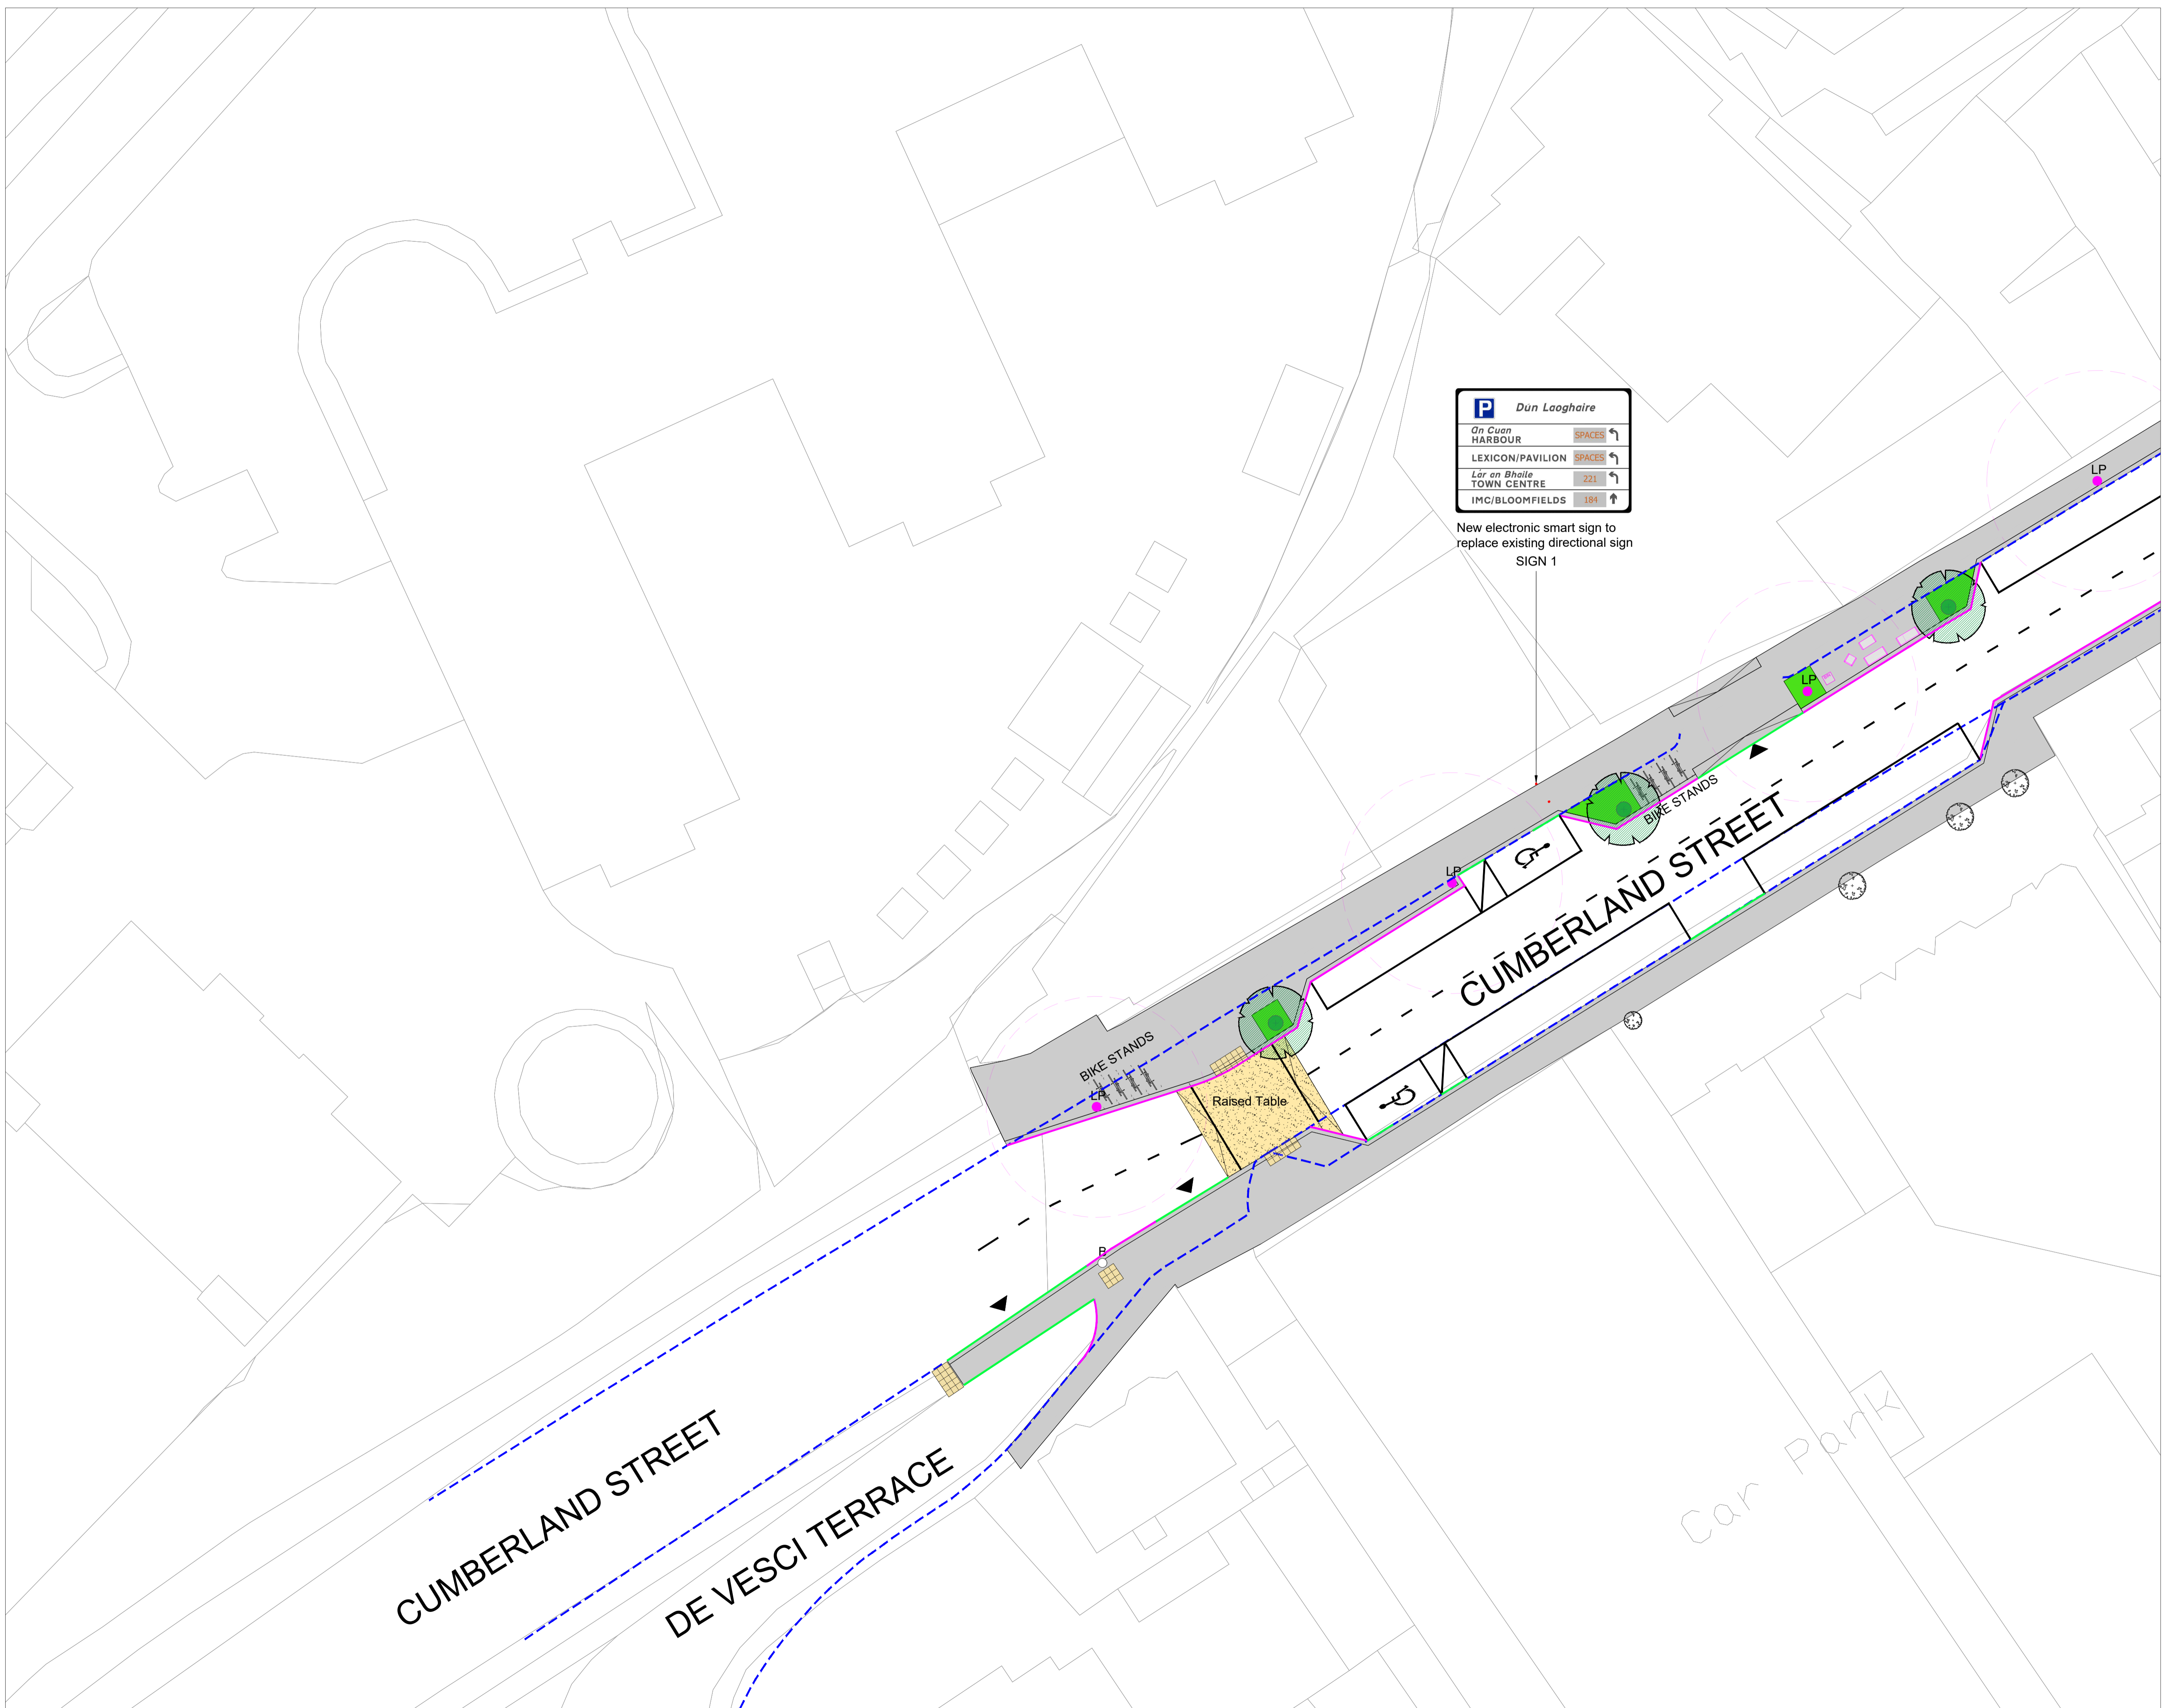 P Dún Laoghaire
an Cuan
HARBOUR SPACES
LEXICON/PAVILION SPACES
Lár an Bhaile
TOWN CENTRE 221
IMC/BLOOMFIELDS 184
New electronic smart sign to
replace existing directional sign
SIGN 1
LP
LP
BIKE STANDS
LP
CUMBERLAND STREET
BIKE STANDS
LP
Raised Table
B
CUMBERLAND STREET
DE VESCI TERRACE
Car Park